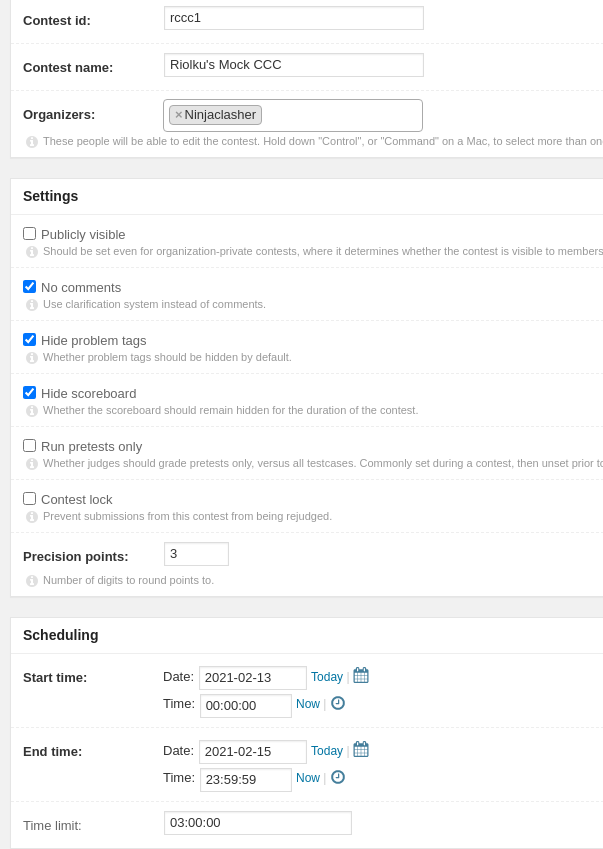 Contest id: rccc1
Contest name: Riolku's Mock CCC
Organizers: ×Ninjaclasher
These people will be able to edit the contest. Hold down "Control", or "Command" on a Mac, to select more than on
Settings
Publicly visible
Should be set even for organization-private contests, where it determines whether the contest is visible to members
No comments
Use clarification system instead of comments.
Hide problem tags
Whether problem tags should be hidden by default.
Hide scoreboard
Whether the scoreboard should remain hidden for the duration of the contest.
Run pretests only
Whether judges should grade pretests only, versus all testcases. Commonly set during a contest, then unset prior to
Contest lock
Prevent submissions from this contest from being rejudged.
Precision points: 3
Number of digits to round points to.
Scheduling
Start time: Date: 2021-02-13 Today |
Time: 00:00:00 Now |
End time: Date: 2021-02-15 Today |
Time: 23:59:59 Now |
Time limit: 03:00:00